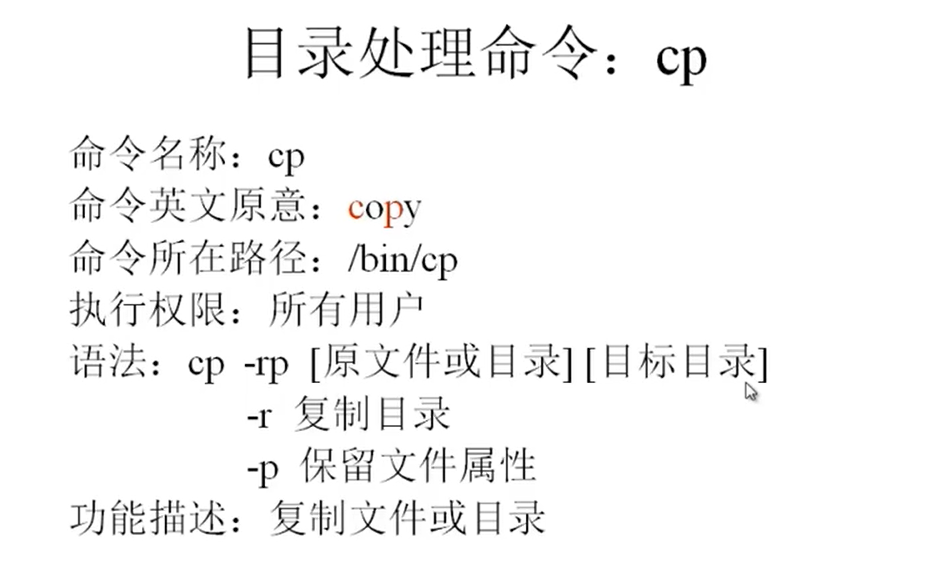 目录处理命令：cp
命令名称：cp
命令英文原意：copy
命令所在路径：/bin/cp
执行权限：所有用户
语法：cp -rp [原文件或目录] [目标目录]
-r 复制目录
-p 保留文件属性
功能描述：复制文件或目录